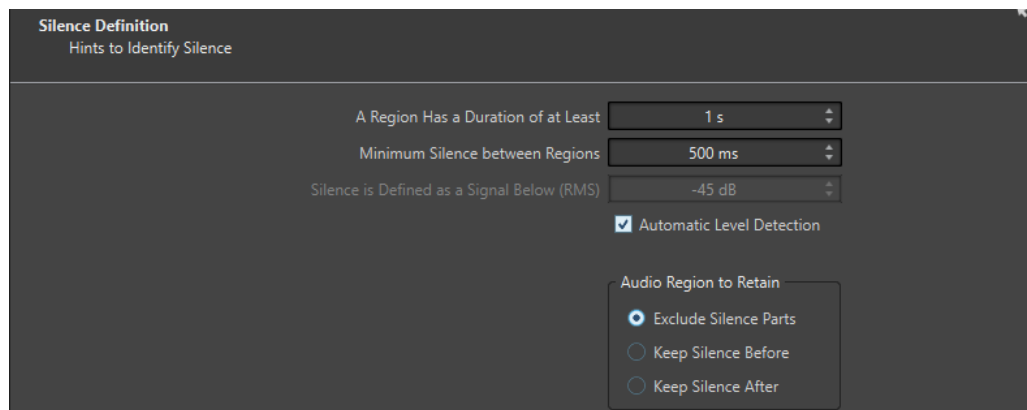 Silence Definition
Hints to Identify Silence
A Region Has a Duration of at Least 1 s
Minimum Silence between Regions 500 ms
Silence is Defined as a Signal Below (RMS) -45 dB
Automatic Level Detection
Audio Region to Retain
Exclude Silence Parts
Keep Silence Before
Keep Silence After